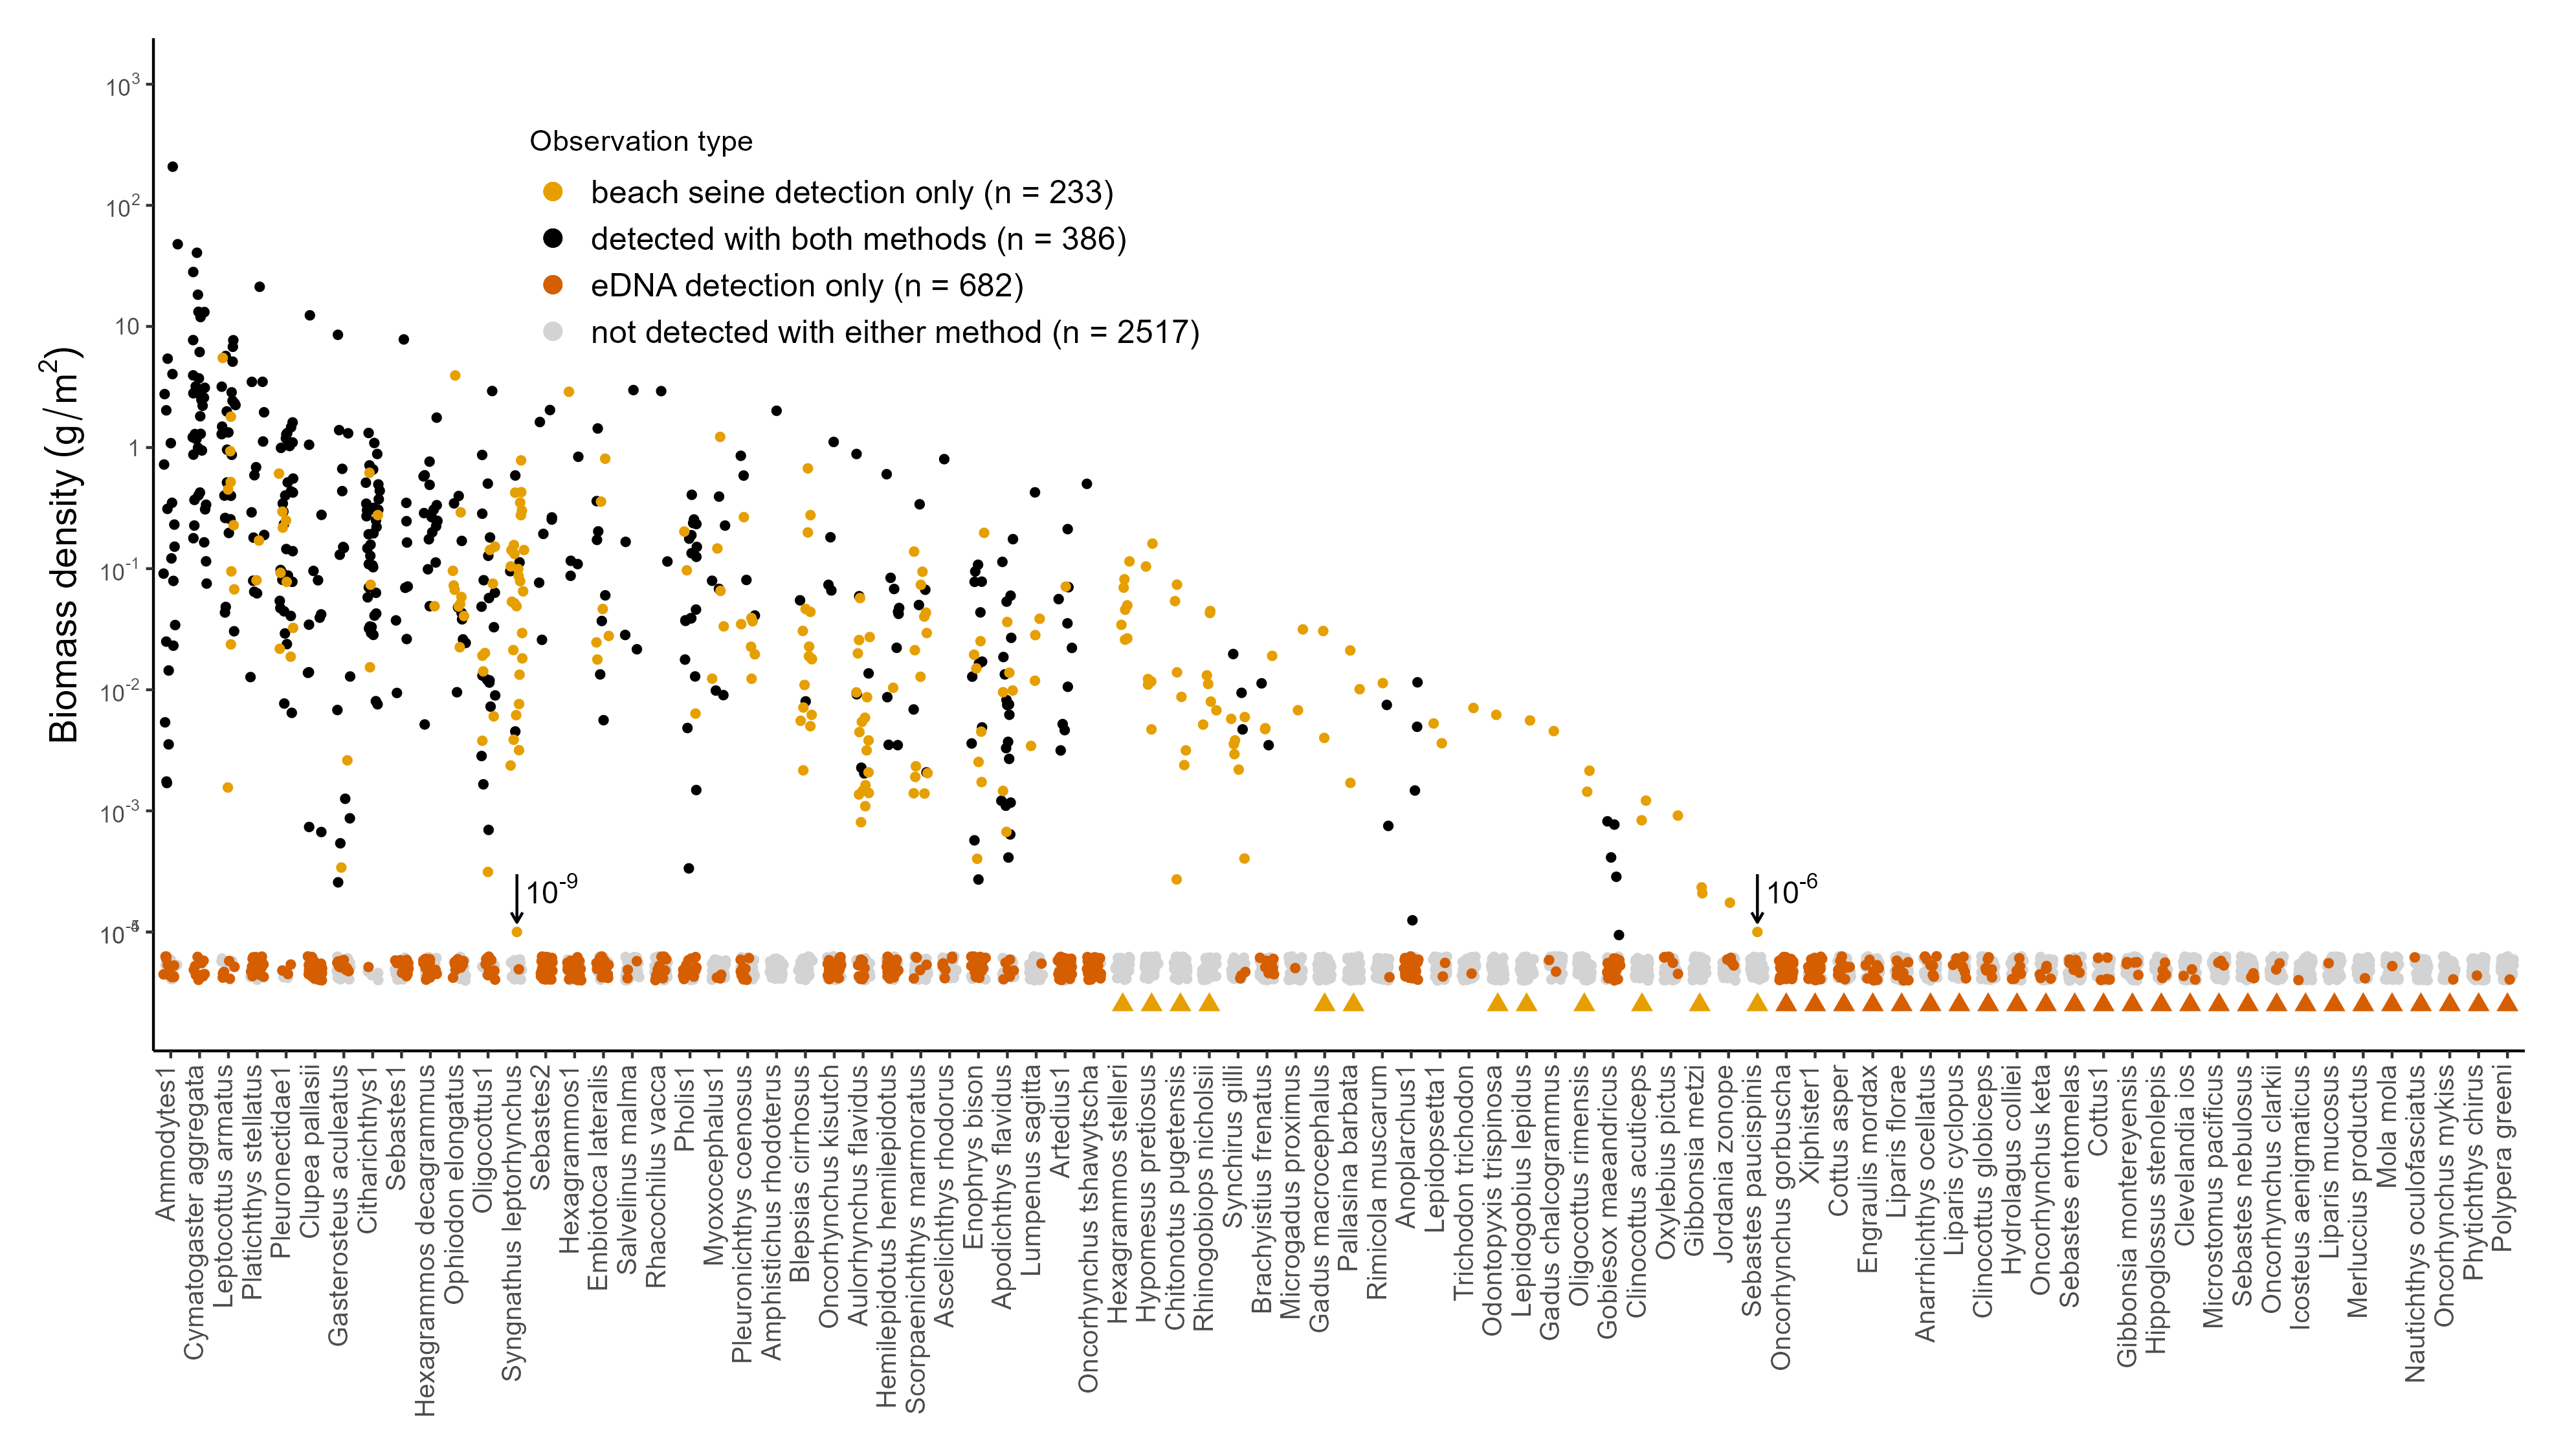 Biomass density (g/m²)
10³
10²
10
1
10⁻¹
10⁻²
10⁻³
Observation type
beach seine detection only (n = 233)
detected with both methods (n = 386)
eDNA detection only (n = 682)
not detected with either method (n = 2517)
10⁻⁹
10⁻⁶
Ammodytes1
Cymatogaster aggregata
Leptocottus armatus
Platichthys stellatus
Pleuronectidae1
Clupea pallasii
Gasterosteus aculeatus
Citharichthys1
Sebastes1
Hexagrammos decagrammus
Ophiodon elongatus
Oligocottus1
Syngnathus leptorhynchus
Sebastes2
Hexagrammos1
Embiotoca lateralis
Salvelinus malma
Rhacochilus vacca
Pholis1
Myoxocephalus1
Pleuronichthys coenosus
Amphistichus rhodoterus
Blepsias cirrhosus
Oncorhynchus kisutch
Aulorhynchus flavidus
Hemilepidotus hemilepidotus
Scorpaenichthys marmoratus
Ascelichthys rhodorus
Enophrys bison
Apodichthys flavidus
Lumpenus sagitta
Artedius1
Oncorhynchus tshawytscha
Hexagrammos stelleri
Hypomesus pretiosus
Chitonotus pugetensis
Rhinogobiops nicholsii
Synchirus gilli
Brachyistius frenatus
Microgadus proximus
Gadus macrocephalus
Pallasina barbata
Rimicola muscarum
Anoplarchus1
Lepidopsetta1
Trichodon trichodon
Odontopyxis trispinosa
Lepidogobius lepidus
Gadus chalcogrammus
Oligocottus rimensis
Gobiesox maeandricus
Clinocottus acuticeps
Oxylebius pictus
Gibbonsia metzi
Jordania zonope
Sebastes paucispinis
Oncorhynchus gorbuscha
Xiphister1
Cottus asper
Engraulis mordax
Liparis florae
Anarrhichthys ocellatus
Liparis cyclopus
Clinocottus globiceps
Hydrolagus colliei
Oncorhynchus keta
Sebastes entomelas
Cottus1
Gibbonsia montereyensis
Hippoglossus stenolepis
Clevelandia ios
Microstomus pacificus
Sebastes nebulosus
Oncorhynchus clarkii
Icosteus aenigmaticus
Liparis mucosus
Merluccius productus
Mola mola
Nautichthys oculofasciatus
Oncorhynchus mykiss
Phytichthys chirus
Polypera greeni